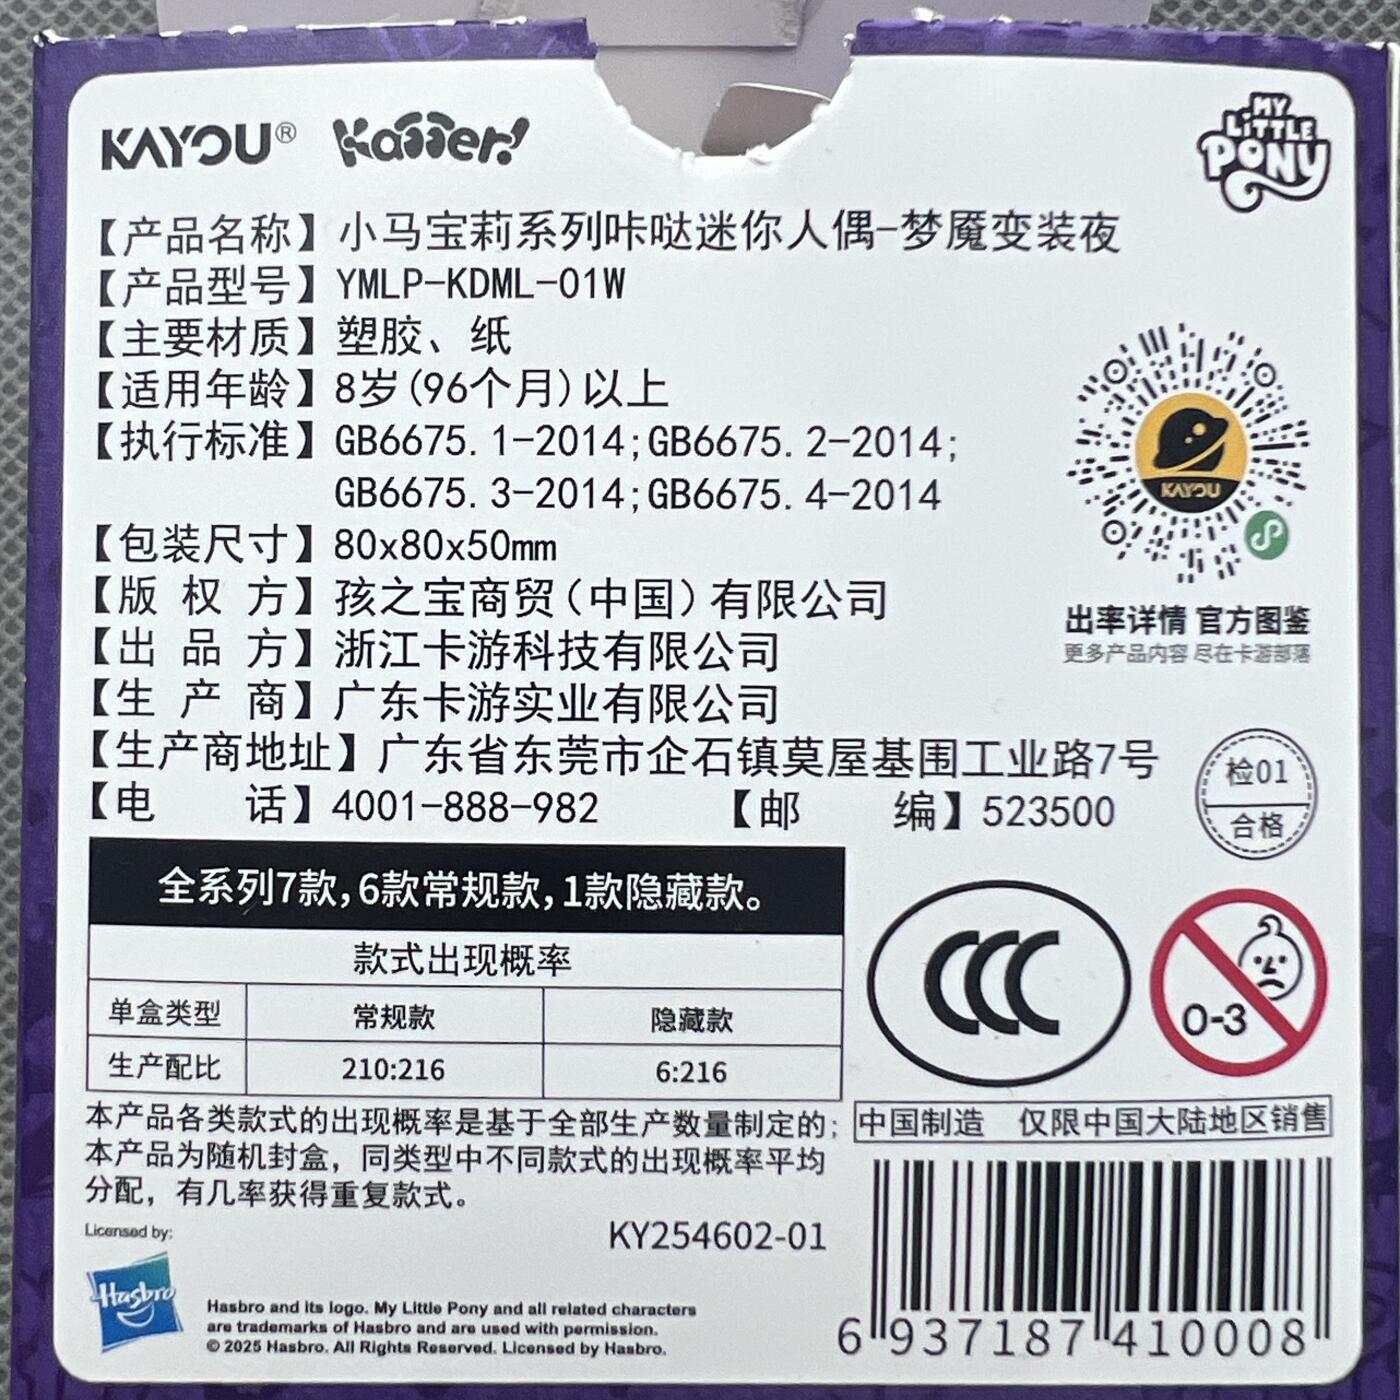 KAYOU® Kaƌƌer!
MY LITTLE PONY
【产品名称】小马宝莉系列咔哒迷你人偶-梦魇变装夜
【产品型号】YMLP-KDML-01W
【主要材质】塑胶、纸
【适用年龄】8岁(96个月)以上
【执行标准】GB6675.1-2014;GB6675.2-2014;
GB6675.3-2014;GB6675.4-2014
【包装尺寸】80x80x50mm
【版权方】孩之宝商贸(中国)有限公司
【出品方】浙江卡游科技有限公司
【生产商】广东卡游实业有限公司
【生产商地址】广东省东莞市企石镇莫屋基围工业路7号
【电话】4001-888-982 【邮编】523500
KAYOU
出率详情 官方图鉴
更多产品内容 尽在卡游部落
检01
合格
全系列7款,6款常规款,1款隐藏款。
款式出现概率
单盒类型 常规款 隐藏款
生产配比 210:216 6:216
本产品各类款式的出现概率是基于全部生产数量制定的;
本产品为随机封盒，同类型中不同款式的出现概率平均
分配，有几率获得重复款式。
CCC
0-3
中国制造 仅限中国大陆地区销售
KY254602-01
Licensed by:
Hasbro
Hasbro and its logo. My Little Pony and all related characters
are trademarks of Hasbro and are used with permission.
© 2025 Hasbro. All Rights Reserved. Licensed by Hasbro.
6 937187 410008